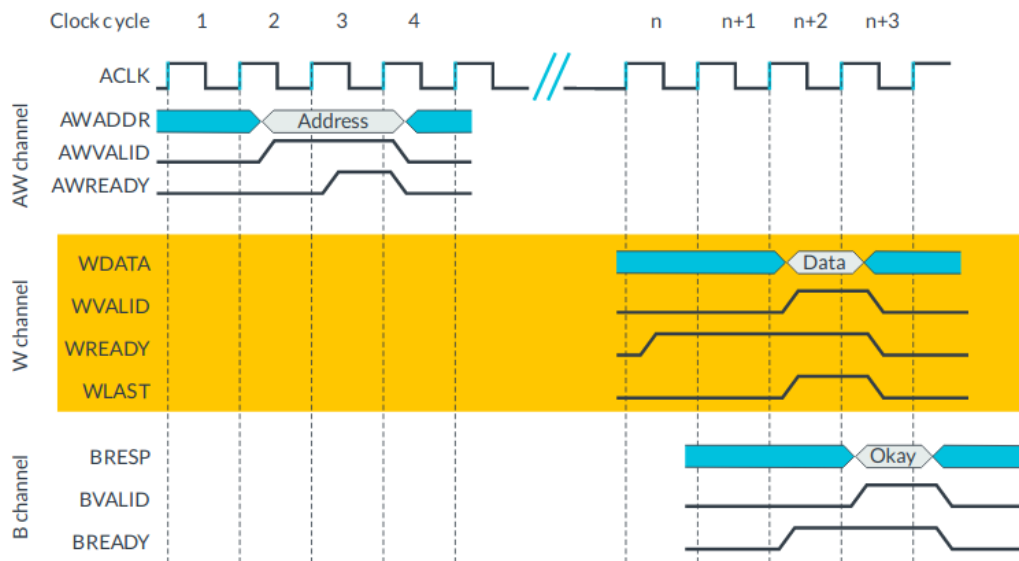 Clock cycle 1 2 3 4 n n+1 n+2 n+3
ACLK
AW channel
AWADDR Address
AWVALID
AWREADY
W channel
WDATA Data
WVALID
WREADY
WLAST
B channel
BRESP Okay
BVALID
BREADY